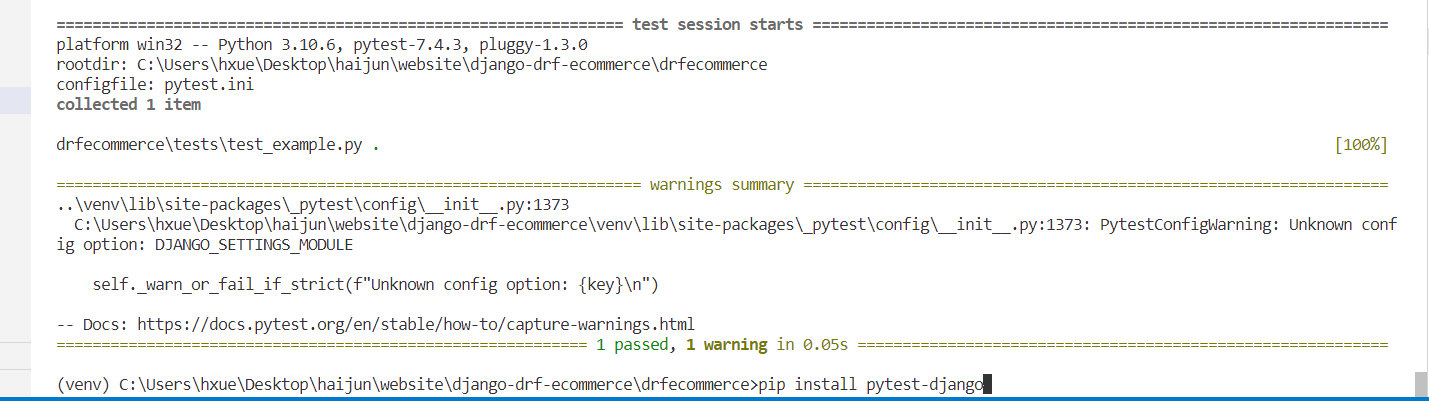 =============================================================== test session starts ================================================================
platform win32 -- Python 3.10.6, pytest-7.4.3, pluggy-1.3.0
rootdir: C:\Users\hxue\Desktop\haijun\website\django-drf-ecommerce\drfecommerce
configfile: pytest.ini
collected 1 item
drfecommerce\tests\test_example.py . [100%]
================================================================= warnings summary =================================================================
..\venv\lib\site-packages\_pytest\config\__init__.py:1373
C:\Users\hxue\Desktop\haijun\website\django-drf-ecommerce\venv\lib\site-packages\_pytest\config\__init__.py:1373: PytestConfigWarning: Unknown conf
ig option: DJANGO_SETTINGS_MODULE
self._warn_or_fail_if_strict(f"Unknown config option: {key}\n")
-- Docs: https://docs.pytest.org/en/stable/how-to/capture-warnings.html
=========================================================== 1 passed, 1 warning in 0.05s ===========================================================
(venv) C:\Users\hxue\Desktop\haijun\website\django-drf-ecommerce\drfecommerce>pip install pytest-django